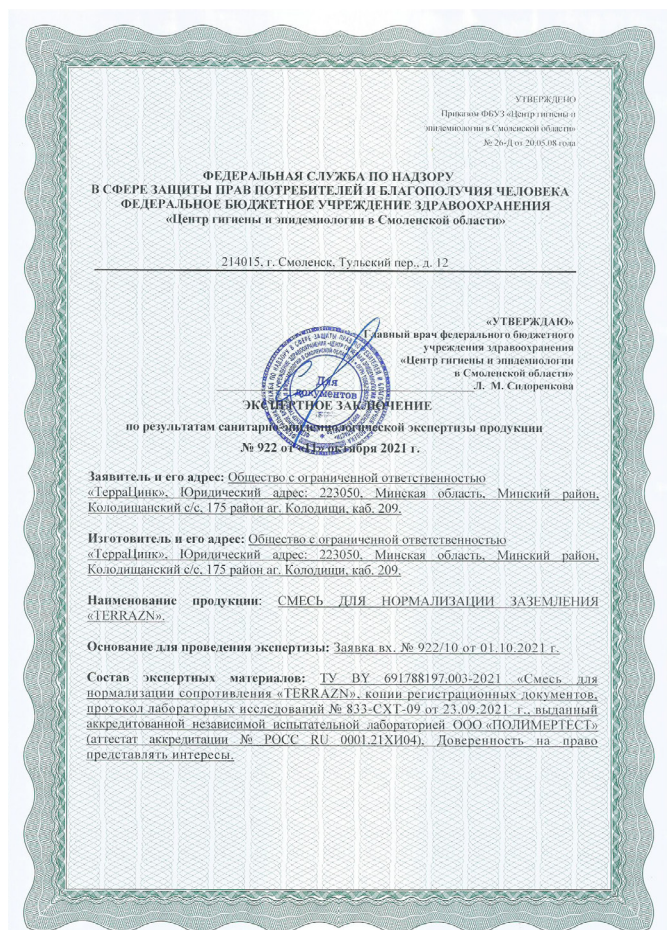 УТВЕРЖДЕНО
Приказом ФБУЗ «Центр гигиены и
эпидемиологии в Смоленской области»
№ 26-Д от 20.05.08 года
ФЕДЕРАЛЬНАЯ СЛУЖБА ПО НАДЗОРУ
В СФЕРЕ ЗАЩИТЫ ПРАВ ПОТРЕБИТЕЛЕЙ И БЛАГОПОЛУЧИЯ ЧЕЛОВЕКА
ФЕДЕРАЛЬНОЕ БЮДЖЕТНОЕ УЧРЕЖДЕНИЕ ЗДРАВООХРАНЕНИЯ
«Центр гигиены и эпидемиологии в Смоленской области»
214015, г. Смоленск, Тульский пер., д. 12
«УТВЕРЖДАЮ»
Главный врач федерального бюджетного
учреждения здравоохранения
«Центр гигиены и эпидемиологии
в Смоленской области»
Л. М. Сидоренкова
Для
документов
ЭКСПЕРТНОЕ ЗАКЛЮЧЕНИЕ
по результатам санитарно-эпидемиологической экспертизы продукции
№ 922 от «11» октября 2021 г.
Заявитель и его адрес: Общество с ограниченной ответственностью
«ТерраЦинк», Юридический адрес: 223050, Минская область, Минский район,
Колодищанский с/с, 175 район аг. Колодищи, каб. 209.
Изготовитель и его адрес: Общество с ограниченной ответственностью
«ТерраЦинк», Юридический адрес: 223050, Минская область, Минский район,
Колодищанский с/с, 175 район аг. Колодищи, каб. 209.
Наименование продукции: СМЕСЬ ДЛЯ НОРМАЛИЗАЦИИ ЗАЗЕМЛЕНИЯ
«TERRAZN».
Основание для проведения экспертизы: Заявка вх. № 922/10 от 01.10.2021 г.
Состав экспертных материалов: ТУ BY 691788197.003-2021 «Смесь для
нормализации сопротивления «TERRAZN», копии регистрационных документов,
протокол лабораторных исследований № 833-СХТ-09 от 23.09.2021 г., выданный
аккредитованной независимой испытательной лабораторией ООО «ПОЛИМЕРТЕСТ»
(аттестат аккредитации № РОСС RU 0001.21ХИ04), Доверенность на право
представлять интересы.